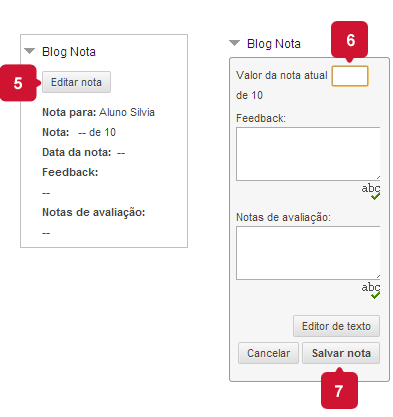 Blog Nota
5
Editar nota
Nota para: Aluno Silvia
Nota: -- de 10
Data da nota: --
Feedback:
--
Notas de avaliação:
--
6
Blog Nota
Valor da nota atual
de 10
Feedback:
abc
Notas de avaliação:
abc
Editor de texto
Cancelar Salvar nota
7